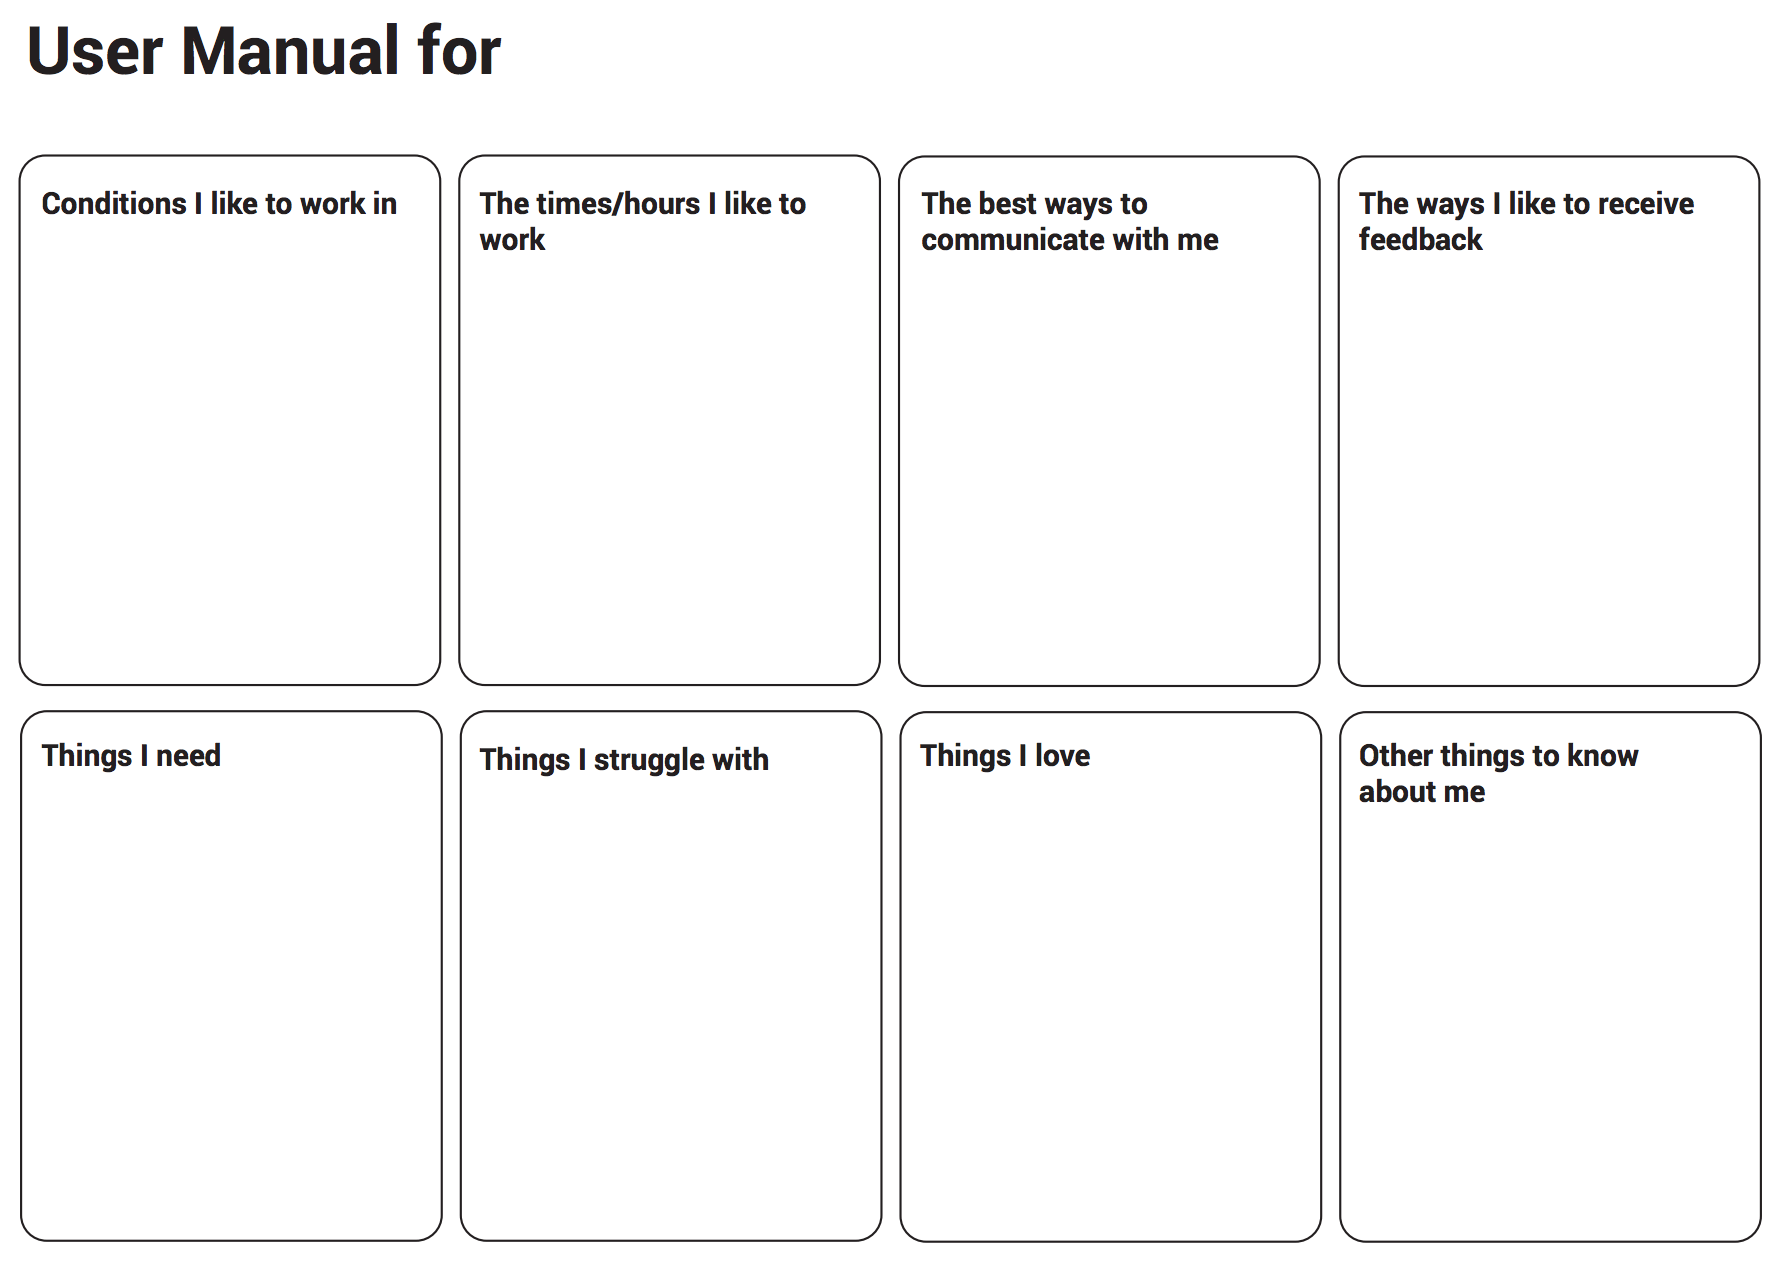 User Manual for
Conditions I like to work in
The times/hours I like to
work
The best ways to
communicate with me
The ways I like to receive
feedback
Things I need
Things I struggle with
Things I love
Other things to know
about me